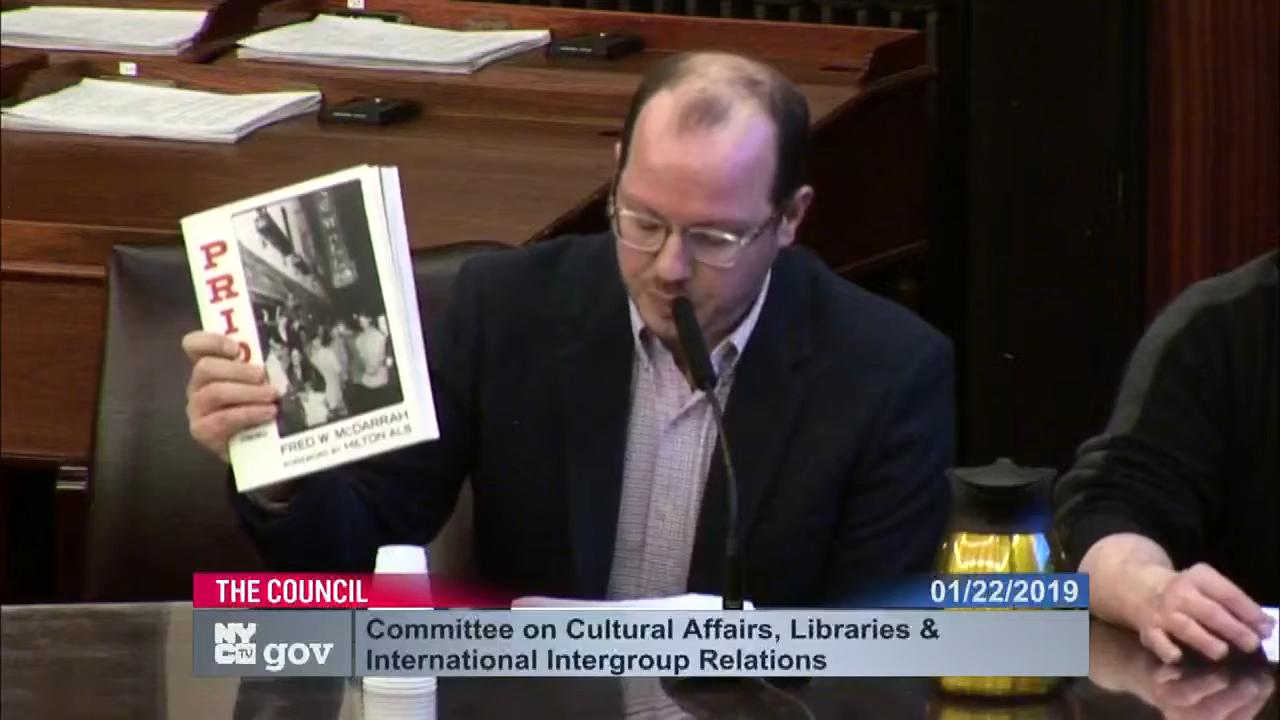 PRID
FRED W. McDARRAH
FOREWORD BY HILTON ALS
THE COUNCIL
01/22/2019
NYC TV gov
Committee on Cultural Affairs, Libraries &
International Intergroup Relations